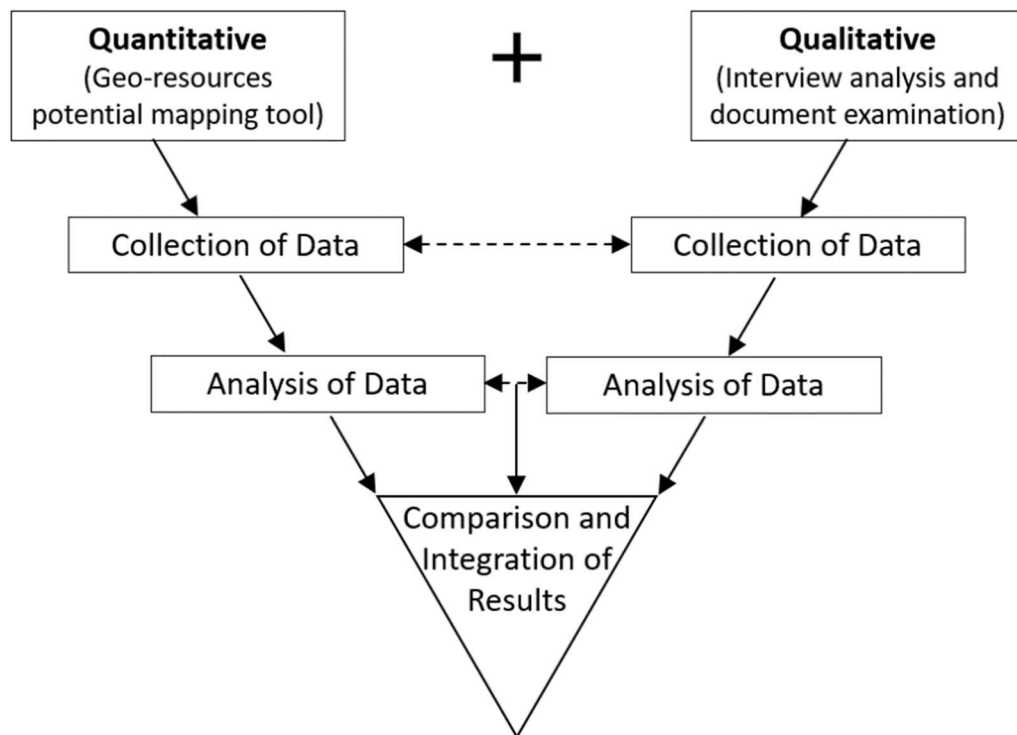 Quantitative
(Geo-resources
potential mapping tool)
+
Qualitative
(Interview analysis and
document examination)
Collection of Data
Collection of Data
Analysis of Data
Analysis of Data
Comparison and
Integration of
Results